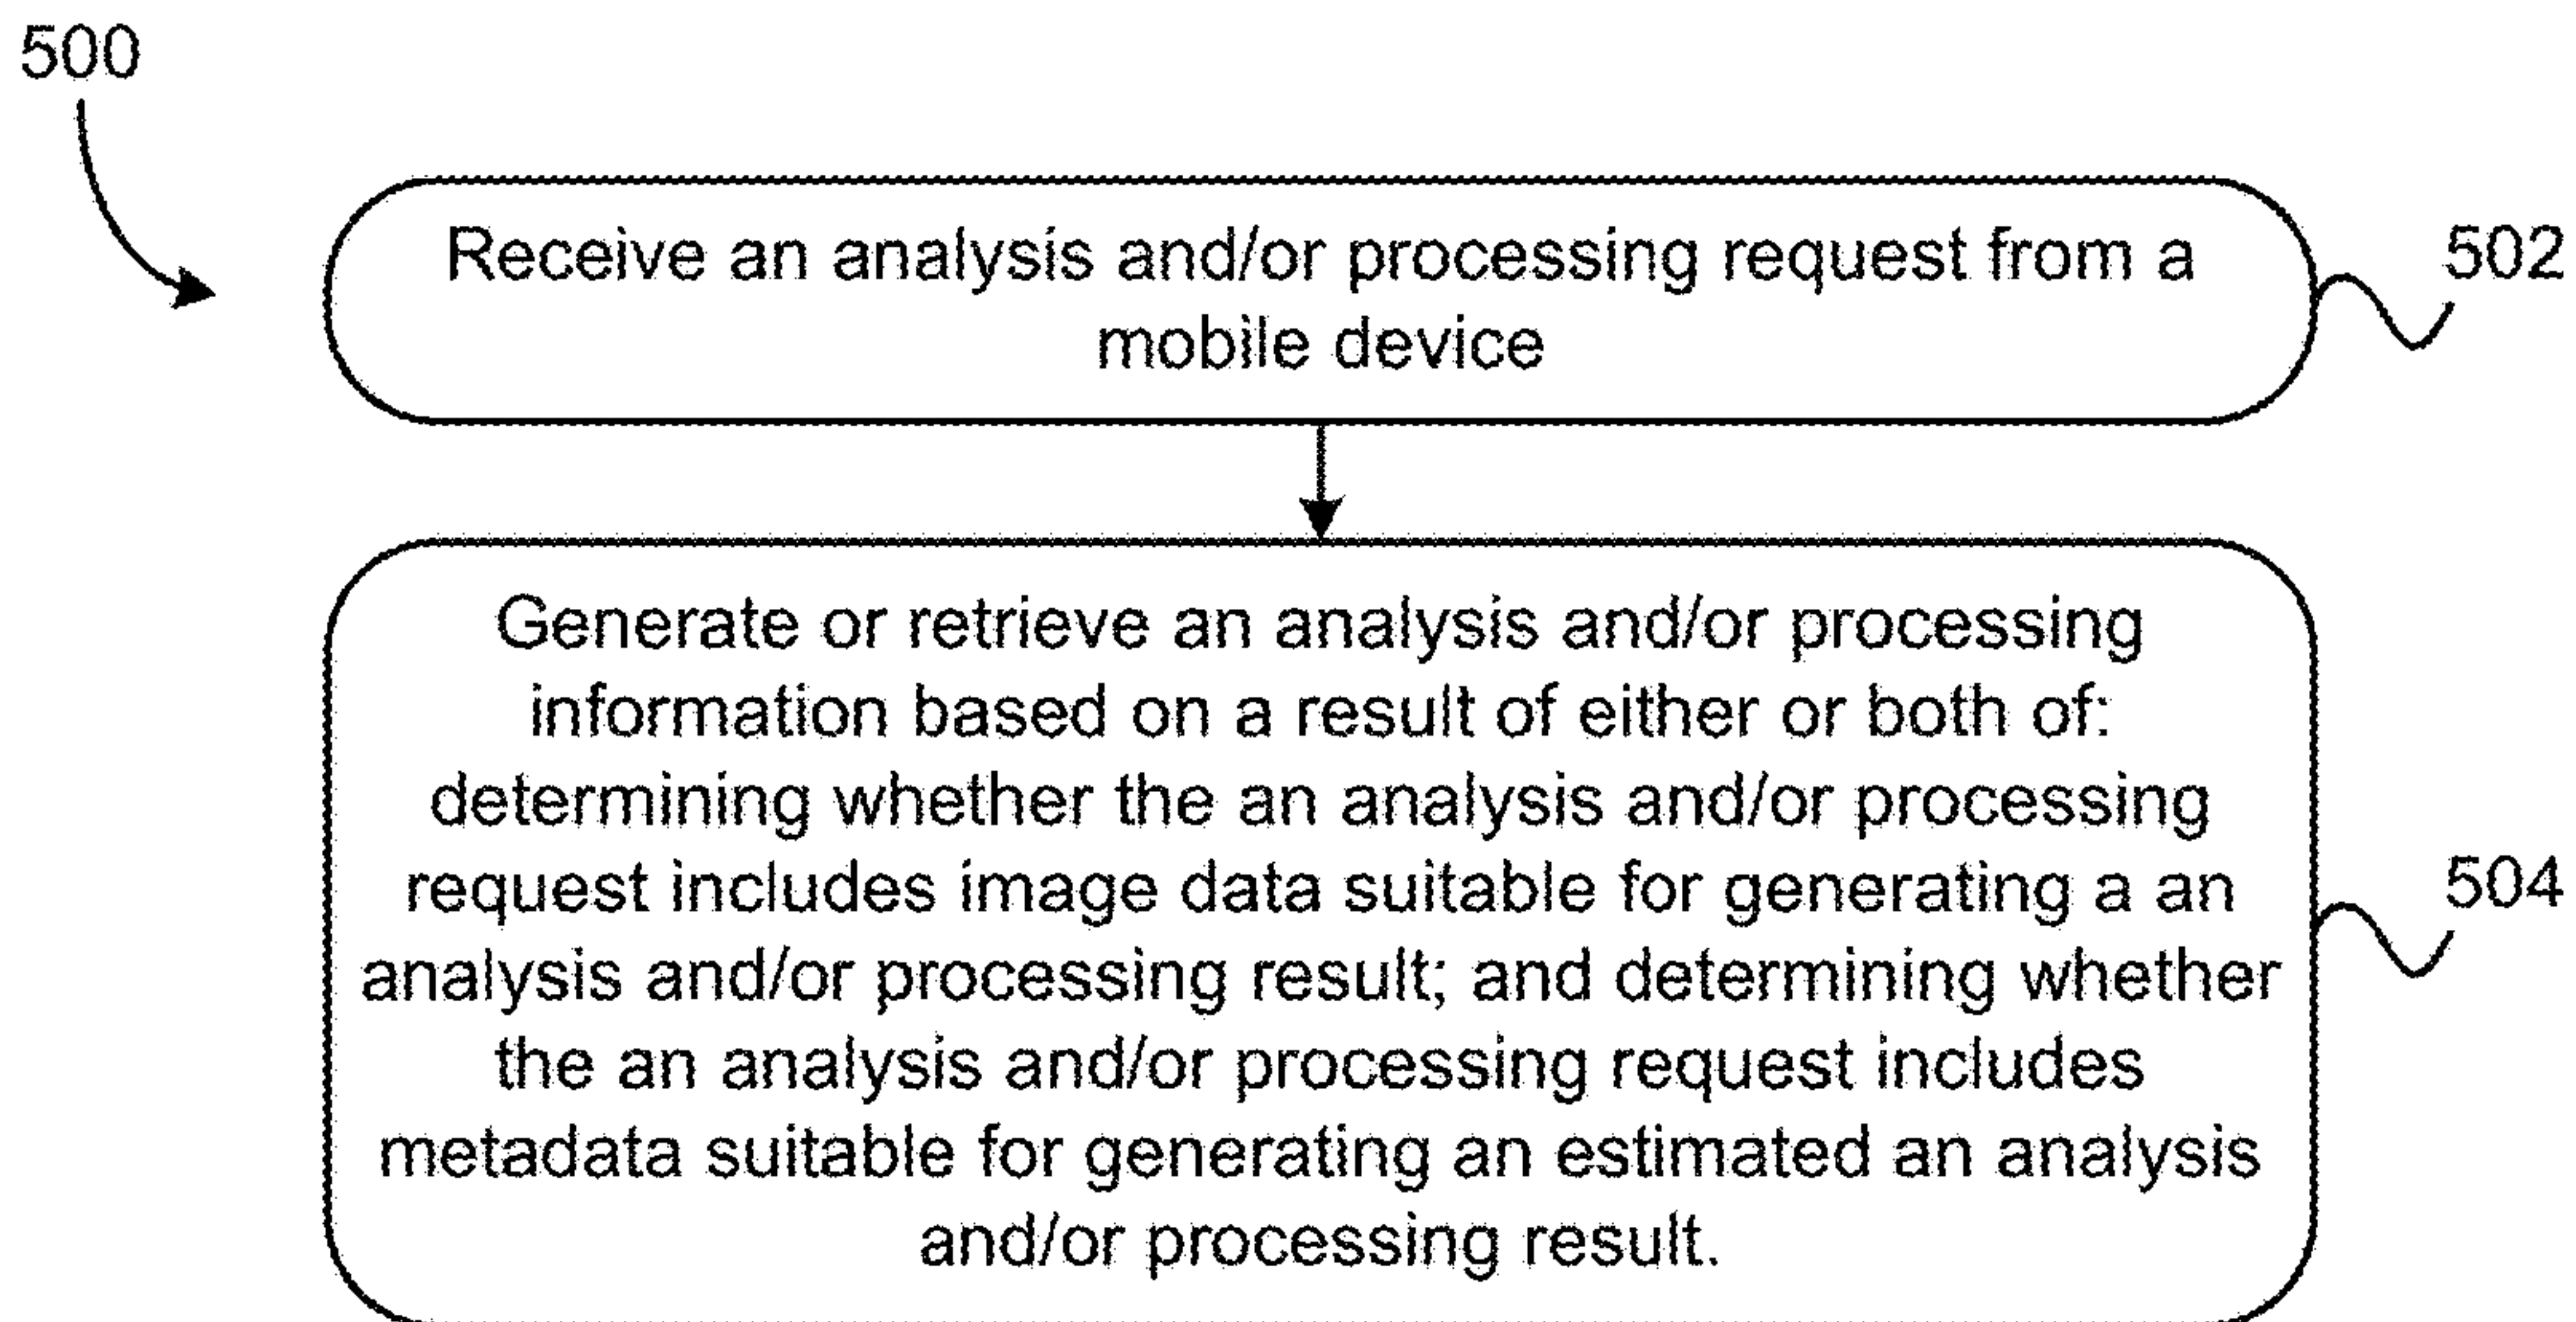 500
Receive an analysis and/or processing request from a
mobile device
502
Generate or retrieve an analysis and/or processing
information based on a result of either or both of:
determining whether the an analysis and/or processing
request includes image data suitable for generating a an
analysis and/or processing result; and determining whether
the an analysis and/or processing request includes
metadata suitable for generating an estimated an analysis
and/or processing result.
504